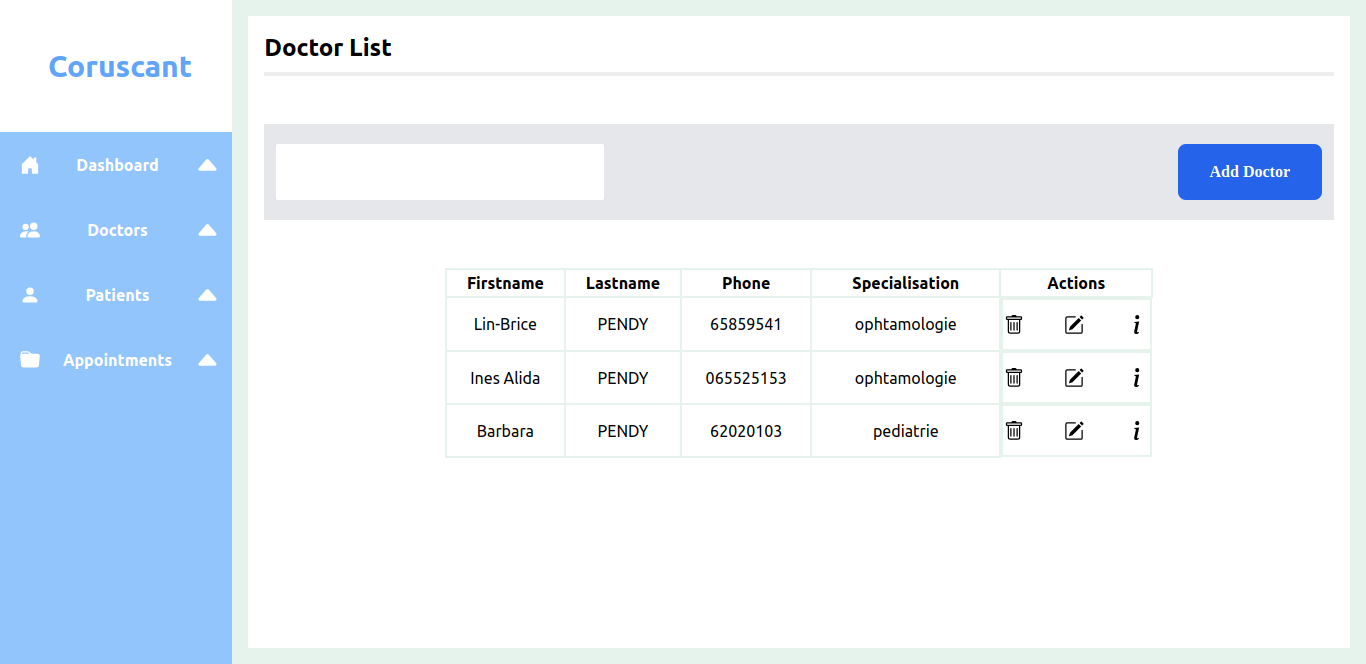 Coruscant
Dashboard
Doctors
Patients
Appointments
Doctor List
Add Doctor
Firstname Lastname Phone Specialisation Actions
Lin-Brice PENDY 65859541 ophtamologie
Ines Alida PENDY 065525153 ophtamologie
Barbara PENDY 62020103 pediatrie